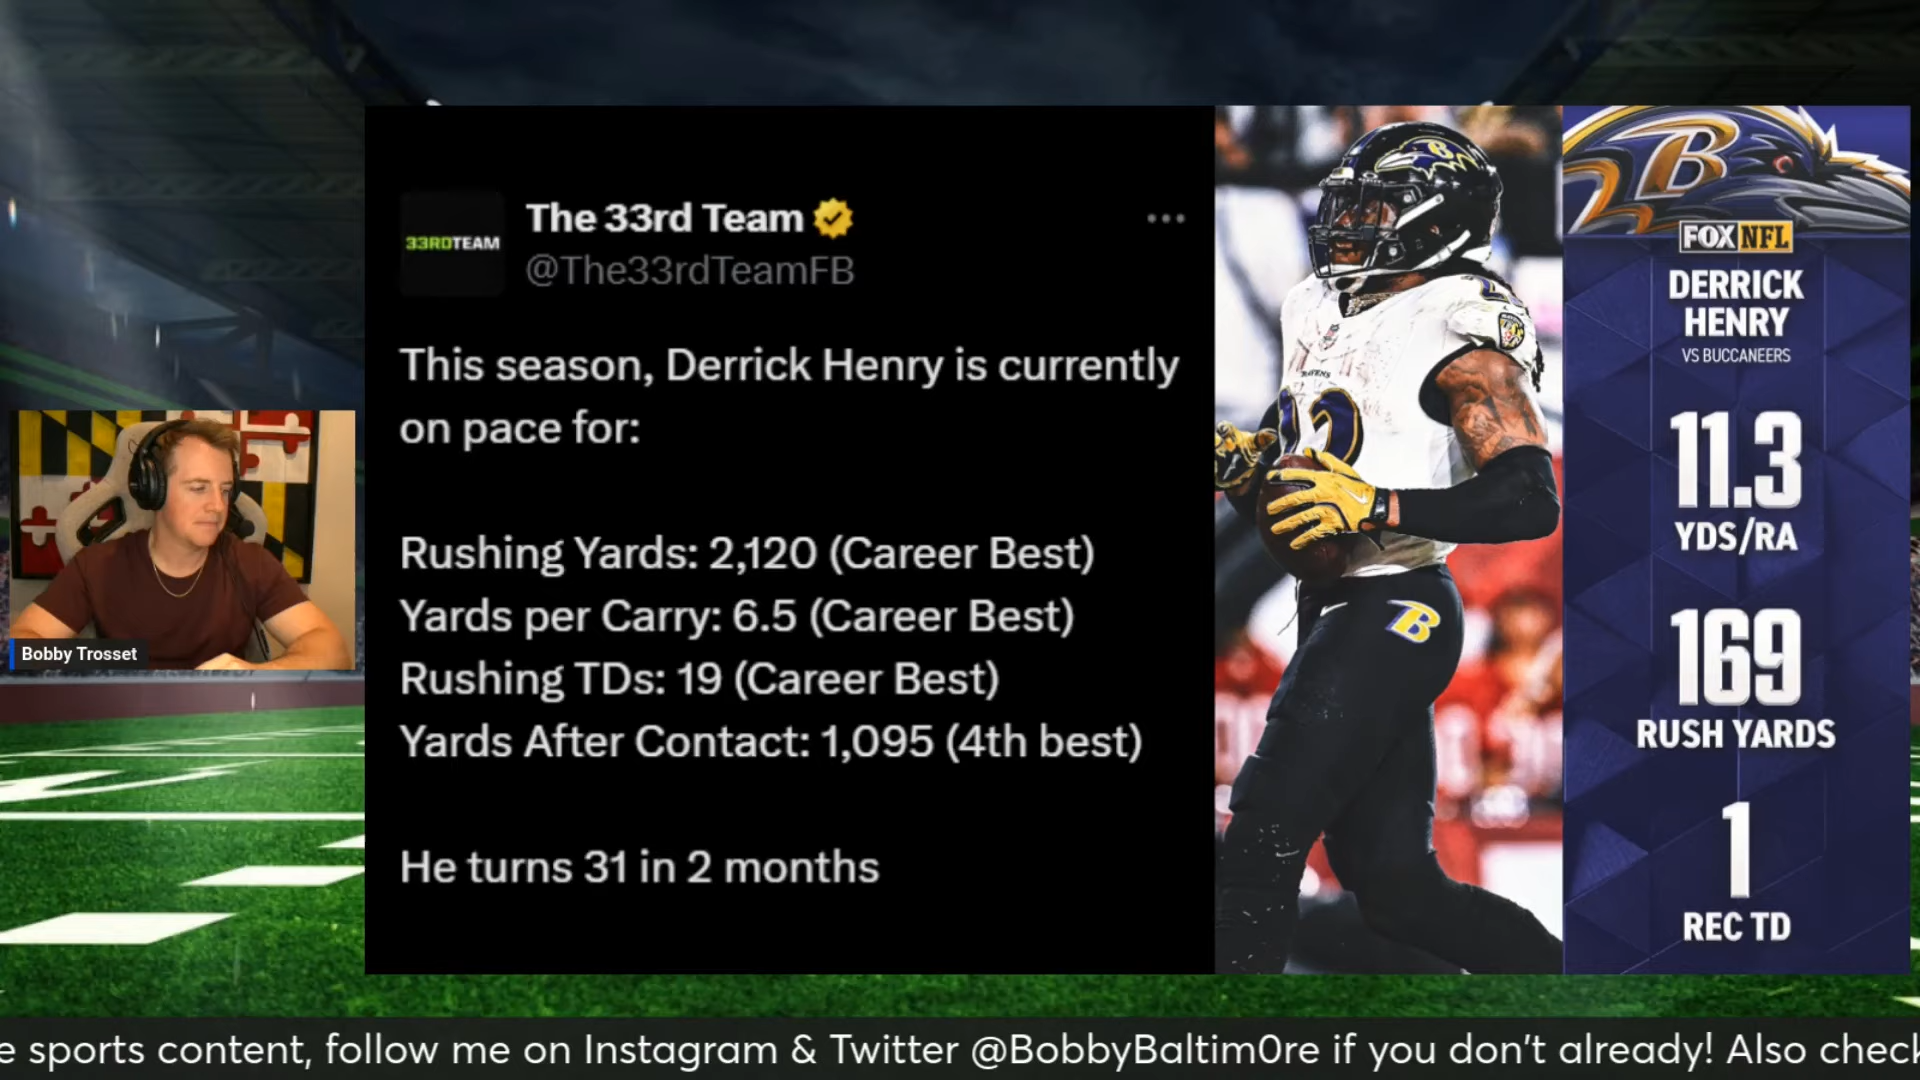 33RDTEAM
The 33rd Team
@The33rdTeamFB
This season, Derrick Henry is currently
on pace for:
Rushing Yards: 2,120 (Career Best)
Yards per Carry: 6.5 (Career Best)
Rushing TDs: 19 (Career Best)
Yards After Contact: 1,095 (4th best)
He turns 31 in 2 months
B
RAVENS
22
B
B
FOX NFL
DERRICK
HENRY
VS BUCCANEERS
11.3
YDS/RA
169
RUSH YARDS
1
REC TD
Bobby Trosset
e sports content, follow me on Instagram & Twitter @BobbyBaltim0re if you don't already! Also check